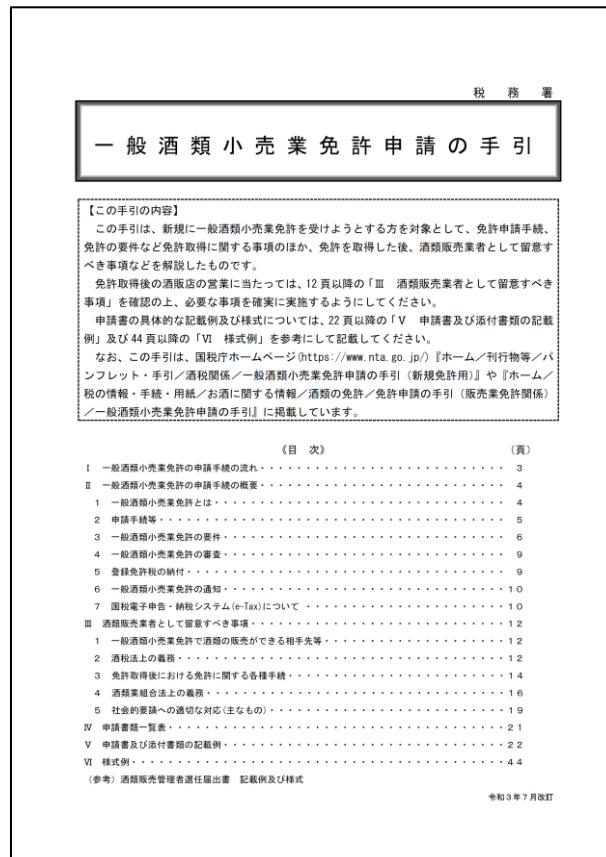 税務署
一般酒類小売業免許申請の手引
【この手引の内容】
この手引は、新規に一般酒類小売業免許を受けようとする方を対象として、免許申請手続、
免許の要件など免許取得に関する事項のほか、免許を取得した後、酒類販売業者として留意す
べき事項などを解説したものです。
免許取得後の酒販店の営業に当たっては、12頁以降の「Ⅲ　酒類販売業者として留意すべき
事項」を確認の上、必要な事項を確実に実施するようにしてください。
申請書の具体的な記載例及び様式については、22頁以降の「Ⅴ　申請書及び添付書類の記載
例」及び44頁以降の「Ⅵ　様式例」を参考にして記載してください。
なお、この手引は、国税庁ホームページ(https://www.nta.go.jp/)『ホーム／刊行物等／パ
ンフレット・手引／酒税関係／一般酒類小売業免許申請の手引（新規免許用）』や『ホーム／
税の情報・手続・用紙／お酒に関する情報／酒類の免許／免許申請の手引（販売業免許関係）
／一般酒類小売業免許申請の手引』に掲載しています。
《目　次》 （頁）
Ⅰ　一般酒類小売業免許の申請手続の流れ・・・・・・・・・・・・・・・・・・・・・・・・・・ 3
Ⅱ　一般酒類小売業免許の申請手続の概要・・・・・・・・・・・・・・・・・・・・・・・・・・ 4
1　一般酒類小売業免許とは・・・・・・・・・・・・・・・・・・・・・・・・・・・・・・・ 4
2　申請手続等・・・・・・・・・・・・・・・・・・・・・・・・・・・・・・・・・・・・ 5
3　一般酒類小売業免許の要件・・・・・・・・・・・・・・・・・・・・・・・・・・・・・・ 6
4　一般酒類小売業免許の審査・・・・・・・・・・・・・・・・・・・・・・・・・・・・・・ 9
5　登録免許税の納付・・・・・・・・・・・・・・・・・・・・・・・・・・・・・・・・・ 9
6　一般酒類小売業免許の通知・・・・・・・・・・・・・・・・・・・・・・・・・・・・・・10
7　国税電子申告・納税システム(e-Tax)について ・・・・・・・・・・・・・・・・・・・・・10
Ⅲ　酒類販売業者として留意すべき事項・・・・・・・・・・・・・・・・・・・・・・・・・・・12
1　一般酒類小売業免許で酒類の販売ができる相手先等・・・・・・・・・・・・・・・・・・・・12
2　酒税法上の義務・・・・・・・・・・・・・・・・・・・・・・・・・・・・・・・・・・12
3　免許取得後における免許に関する各種手続・・・・・・・・・・・・・・・・・・・・・・・・14
4　酒類業組合法上の義務・・・・・・・・・・・・・・・・・・・・・・・・・・・・・・・16
5　社会的要請への適切な対応(主なもの)・・・・・・・・・・・・・・・・・・・・・・・・・19
Ⅳ　申請書類一覧表・・・・・・・・・・・・・・・・・・・・・・・・・・・・・・・・・・・21
Ⅴ　申請書及び添付書類の記載例・・・・・・・・・・・・・・・・・・・・・・・・・・・・・22
Ⅵ　様式例・・・・・・・・・・・・・・・・・・・・・・・・・・・・・・・・・・・・・・44
（参考）酒類販売管理者選任届出書　記載例及び様式
令和3年7月改訂